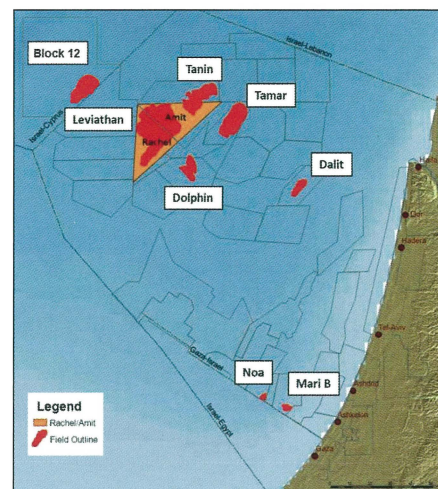 Block 12
Israel-Lebanon
Tanin
Tamar
Israel-Cyprus
Leviathan
Amit
Rachel
Dalit
Dolphin
Dor
Hadera
Tel-Aviv
Gaza-Israel
Noa
Mari B
Ashdod
Israel-Egypt
Ashkelon
Gaza
Legend
Rachel/Amit
Field Outline